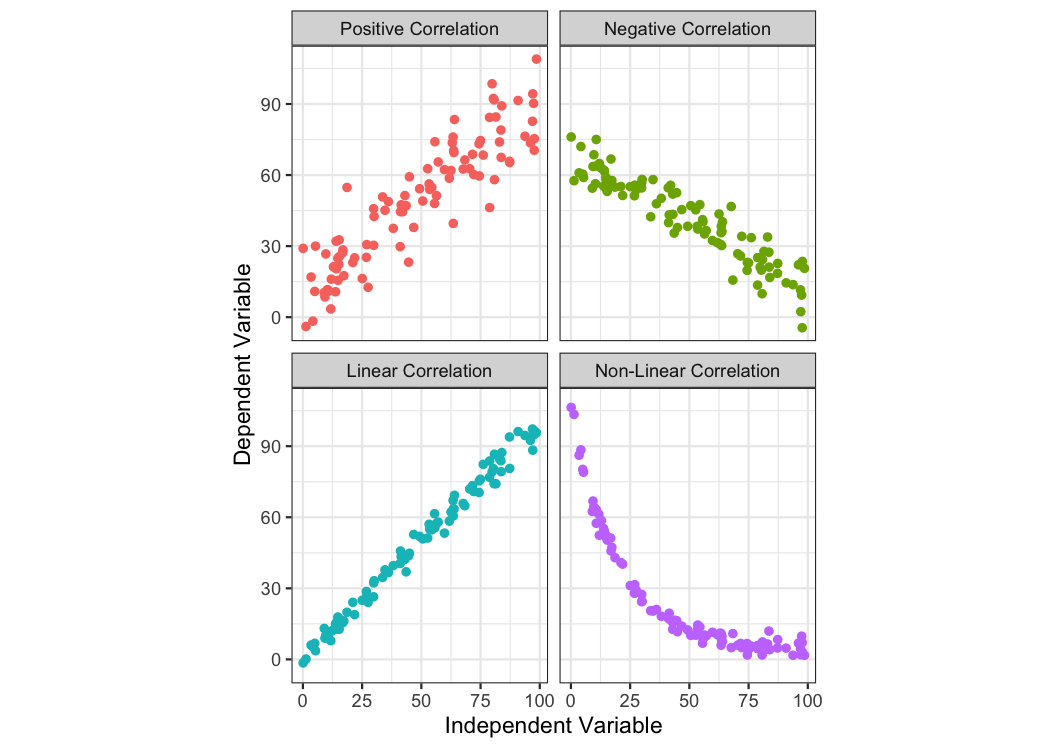 Positive Correlation
Negative Correlation
90
60
30
0
Linear Correlation
Non-Linear Correlation
90
60
30
0
0 25 50 75 100
0 25 50 75 100
Dependent Variable
Independent Variable